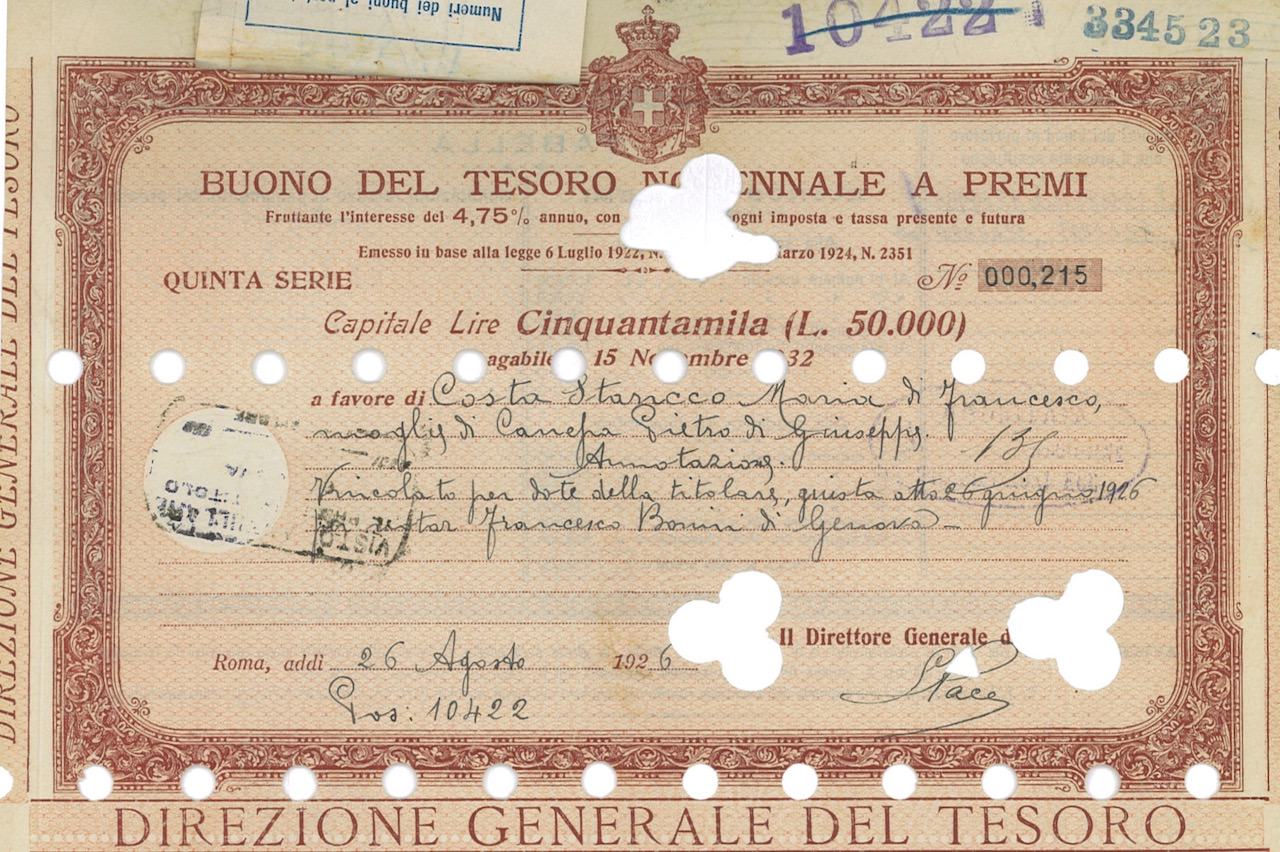 Numeri dei buoni al
10422
334523
BUONO DEL TESORO NO ENNALE A PREMI
Fruttante l'interesse del 4,75% annuo, con ogni imposta e tassa presente e futura
Emesso in base alla legge 6 Luglio 1922, N. arzo 1924, N. 2351
QUINTA SERIE
No 000,215
Capitale Lire Cinquantamila (L. 50.000)
agabile 15 No embre 32
a favore di Costa Staricco Maria di Francesco,
moglie di Canepa Pietro di Giuseppe.
Annotazione.
Vincolato per dote della titolare, giusta atto 26 giugno 1926
notar Francesco Bonini di Genova
VISTO
Roma, addì 26 Agosto 1926
Il Direttore Generale d
Pos: 10422
DIREZIONE GENERALE DEL TESORO
DIREZIONE GENERALE DEL TESORO